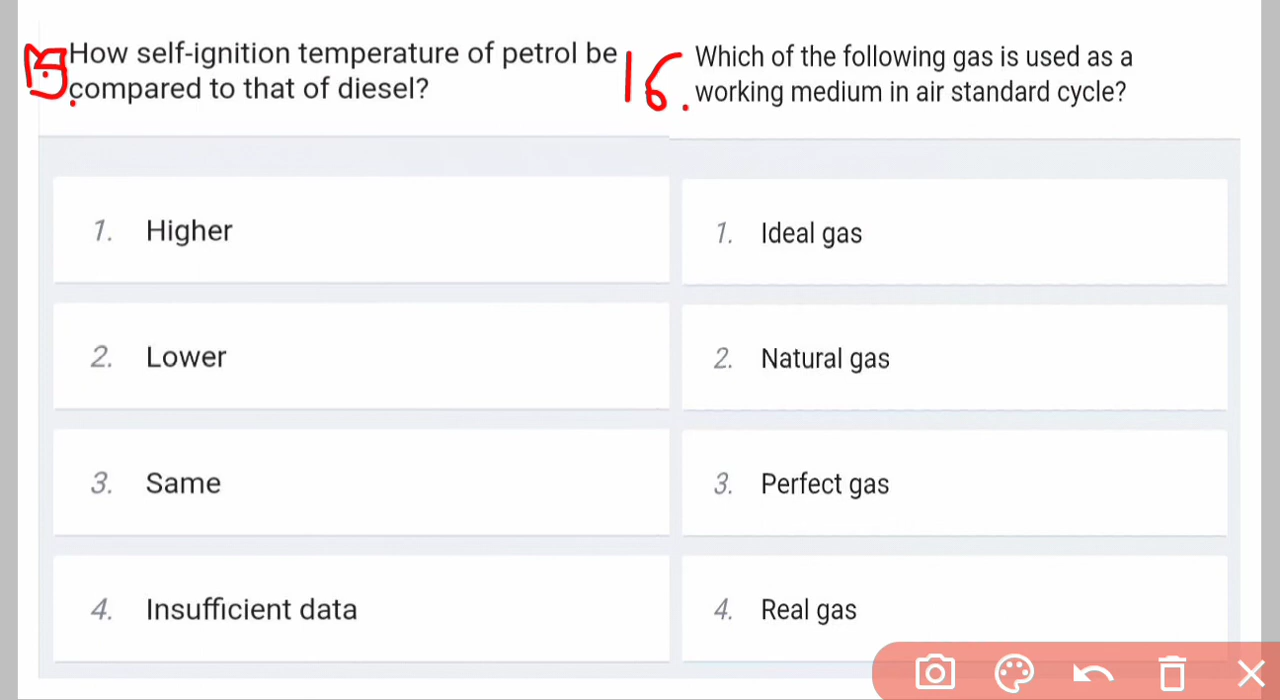 15.
How self-ignition temperature of petrol be
compared to that of diesel?
1. Higher
2. Lower
3. Same
4. Insufficient data
16.
Which of the following gas is used as a
working medium in air standard cycle?
1. Ideal gas
2. Natural gas
3. Perfect gas
4. Real gas